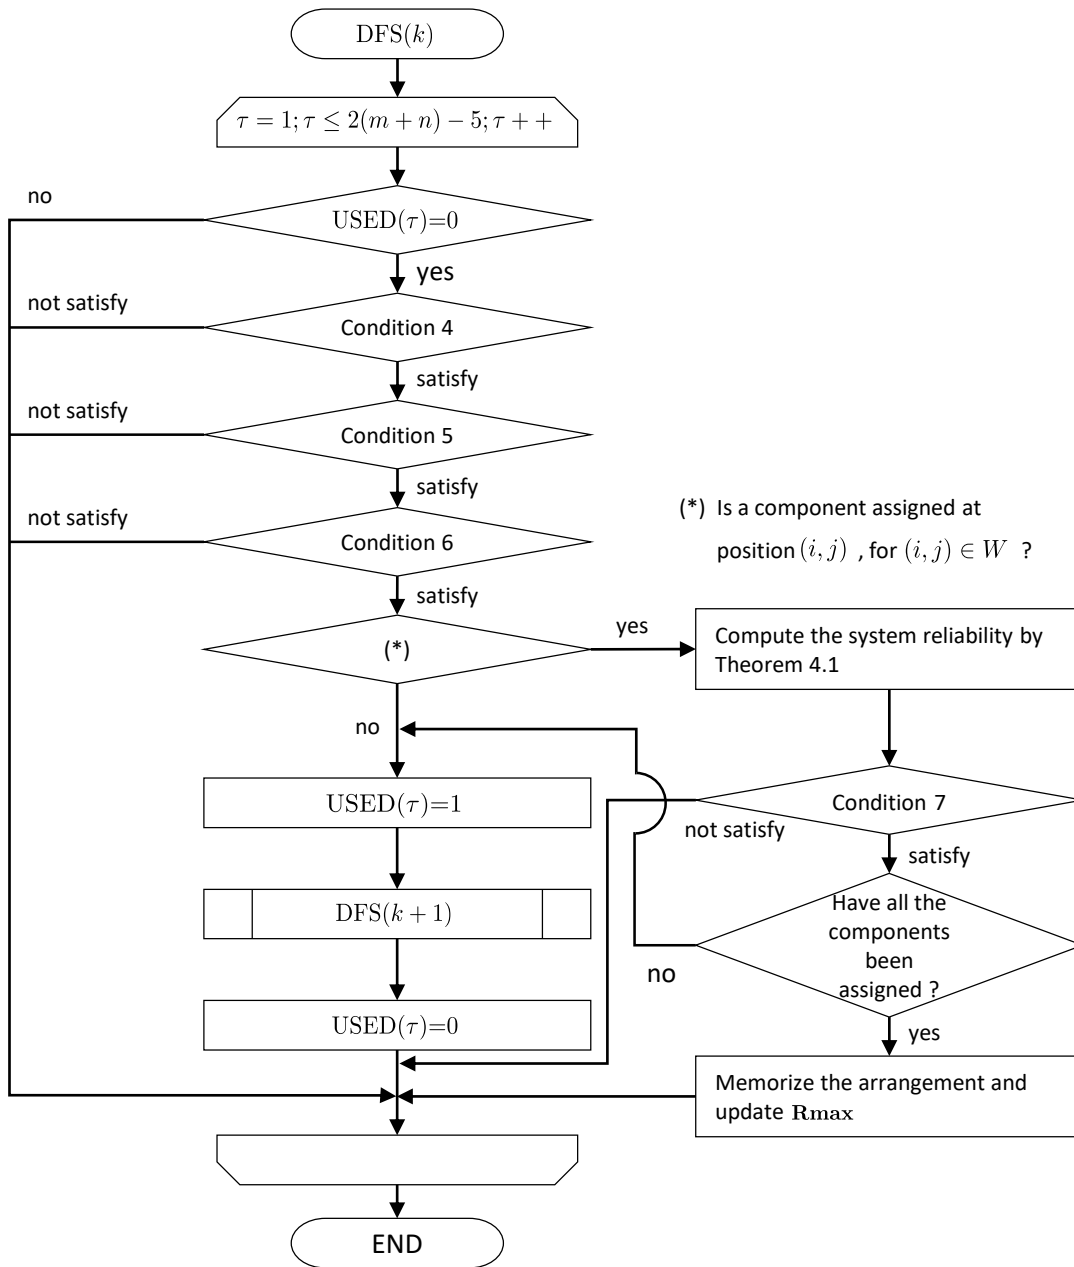 DFS(k)
τ = 1; τ ≤ 2(m + n) − 5; τ + +
no
USED(τ)=0
yes
not satisfy
Condition 4
satisfy
not satisfy
Condition 5
satisfy
(*) Is a component assigned at
position (i, j) , for (i, j) ∈ W ?
not satisfy
Condition 6
satisfy
(*)
yes
Compute the system reliability by
Theorem 4.1
no
USED(τ)=1
Condition 7
not satisfy
satisfy
DFS(k + 1)
Have all the
components
been
assigned ?
no
USED(τ)=0
yes
Memorize the arrangement and
update Rmax
END